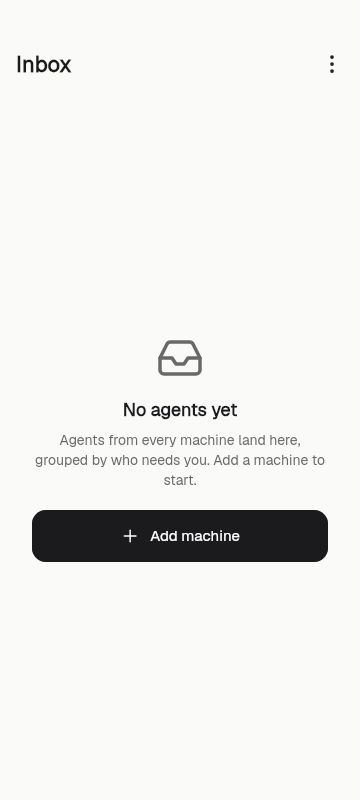 Inbox
No agents yet
Agents from every machine land here,
grouped by who needs you. Add a machine to
start.
Add machine